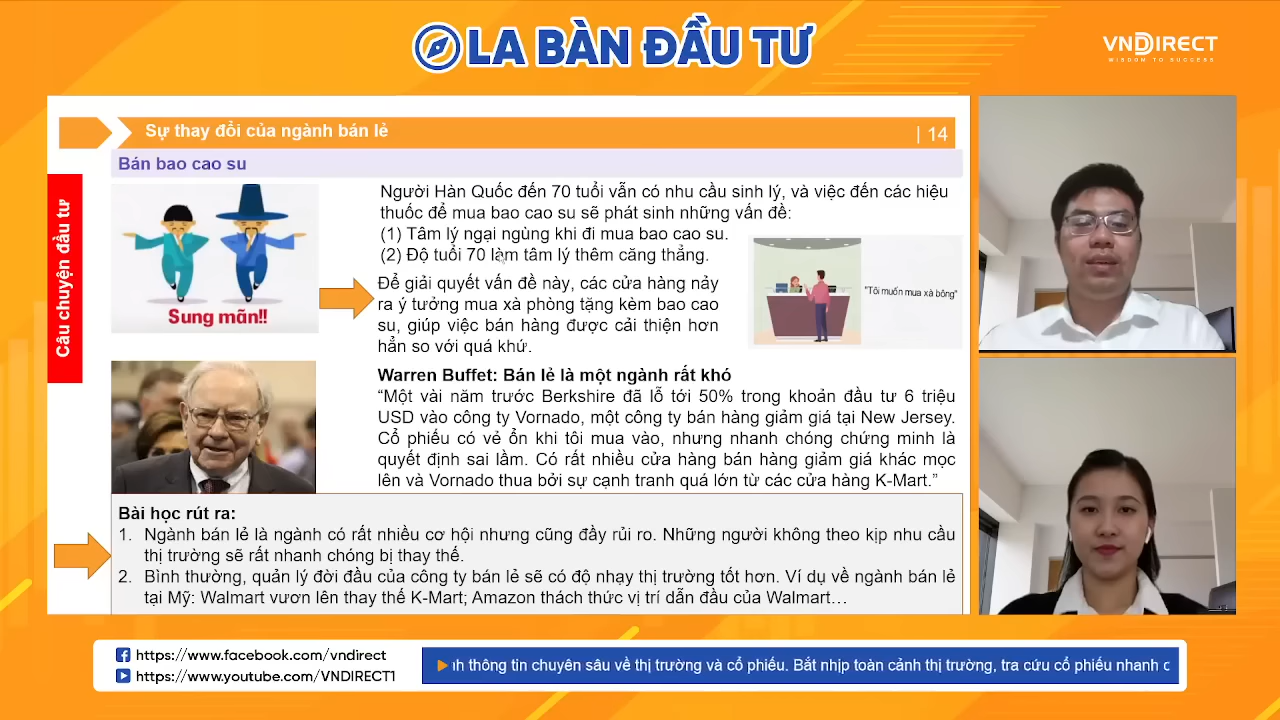 LA BÀN ĐẦU TƯ
VNDIRECT
WISDOM TO SUCCESS
Sự thay đổi của ngành bán lẻ
| 14
Bán bao cao su
Câu chuyện đầu tư
Sung mãn!!
Người Hàn Quốc đến 70 tuổi vẫn có nhu cầu sinh lý, và việc đến các hiệu
thuốc để mua bao cao su sẽ phát sinh những vấn đề:
(1) Tâm lý ngại ngùng khi đi mua bao cao su.
(2) Độ tuổi 70 làm tâm lý thêm căng thẳng.
Để giải quyết vấn đề này, các cửa hàng nảy
ra ý tưởng mua xà phòng tặng kèm bao cao
su, giúp việc bán hàng được cải thiện hơn
hẳn so với quá khứ.
"Tôi muốn mua xà bông"
Warren Buffet: Bán lẻ là một ngành rất khó
“Một vài năm trước Berkshire đã lỗ tới 50% trong khoản đầu tư 6 triệu
USD vào công ty Vornado, một công ty bán hàng giảm giá tại New Jersey.
Cổ phiếu có vẻ ổn khi tôi mua vào, nhưng nhanh chóng chứng minh là
quyết định sai lầm. Có rất nhiều cửa hàng bán hàng giảm giá khác mọc
lên và Vornado thua bởi sự cạnh tranh quá lớn từ các cửa hàng K-Mart.”
Bài học rút ra:
1. Ngành bán lẻ là ngành có rất nhiều cơ hội nhưng cũng đầy rủi ro. Những người không theo kịp nhu cầu
thị trường sẽ rất nhanh chóng bị thay thế.
2. Bình thường, quản lý đời đầu của công ty bán lẻ sẽ có độ nhạy thị trường tốt hơn. Ví dụ về ngành bán lẻ
tại Mỹ: Walmart vươn lên thay thế K-Mart; Amazon thách thức vị trí dẫn đầu của Walmart…
https://www.facebook.com/vndirect
https://www.youtube.com/VNDIRECT1
thông tin chuyên sâu về thị trường và cổ phiếu. Bắt nhịp toàn cảnh thị trường, tra cứu cổ phiếu nhanh